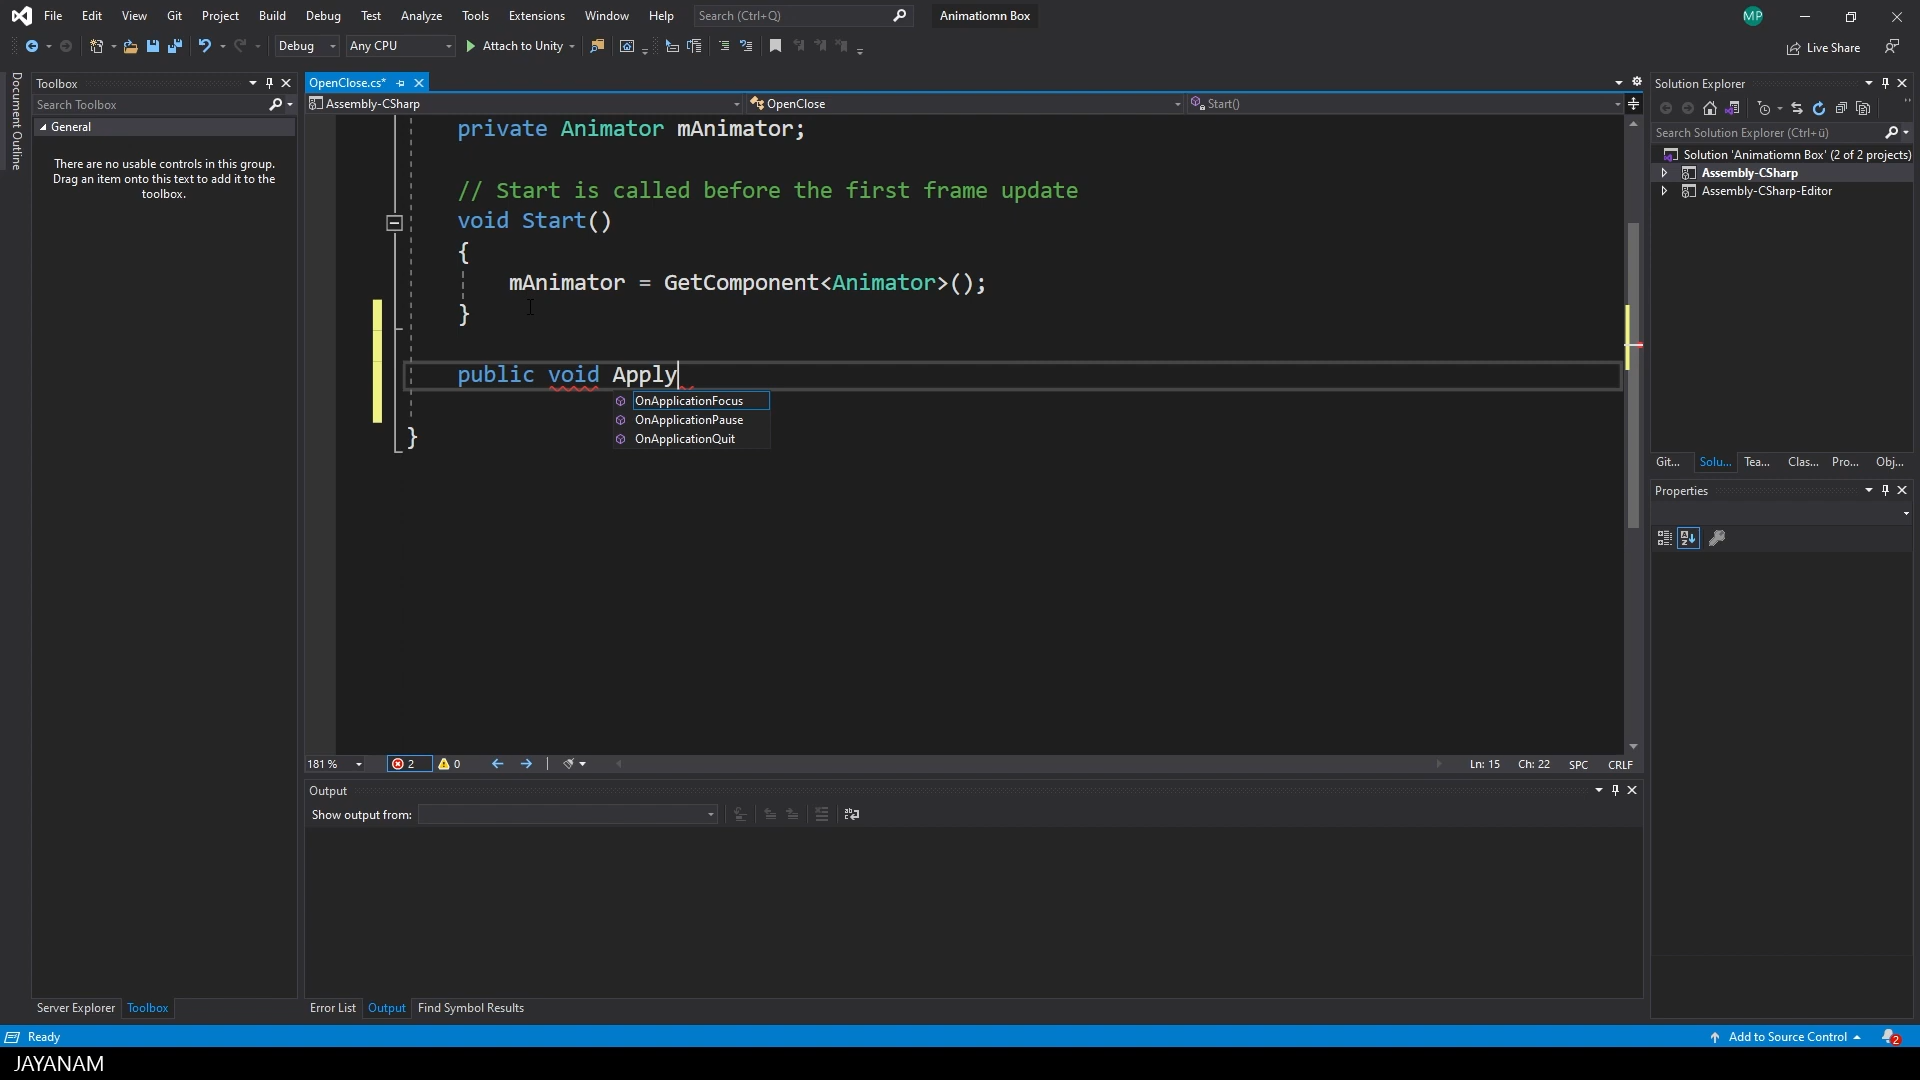 File Edit View Git Project Build Debug Test Analyze Tools Extensions Window Help Search (Ctrl+Q) Animatiomn Box MP
Debug Any CPU Attach to Unity Live Share
Document Outline
Toolbox
Search Toolbox
General
There are no usable controls in this group.
Drag an item onto this text to add it to the
toolbox.
OpenClose.cs*
Assembly-CSharp OpenClose Start()
private Animator mAnimator;
// Start is called before the first frame update
void Start()
{
mAnimator = GetComponent<Animator>();
}
public void Apply
OnApplicationFocus
OnApplicationPause
OnApplicationQuit
}
181 % 2 0 Ln: 15 Ch: 22 SPC CRLF
Output
Show output from:
Error List Output Find Symbol Results
Server Explorer Toolbox
Solution Explorer
Search Solution Explorer (Ctrl+ü)
Solution 'Animatiomn Box' (2 of 2 projects)
Assembly-CSharp
Assembly-CSharp-Editor
Git... Solu... Tea... Clas... Pro... Obj...
Properties
Ready Add to Source Control 2
JAYANAM